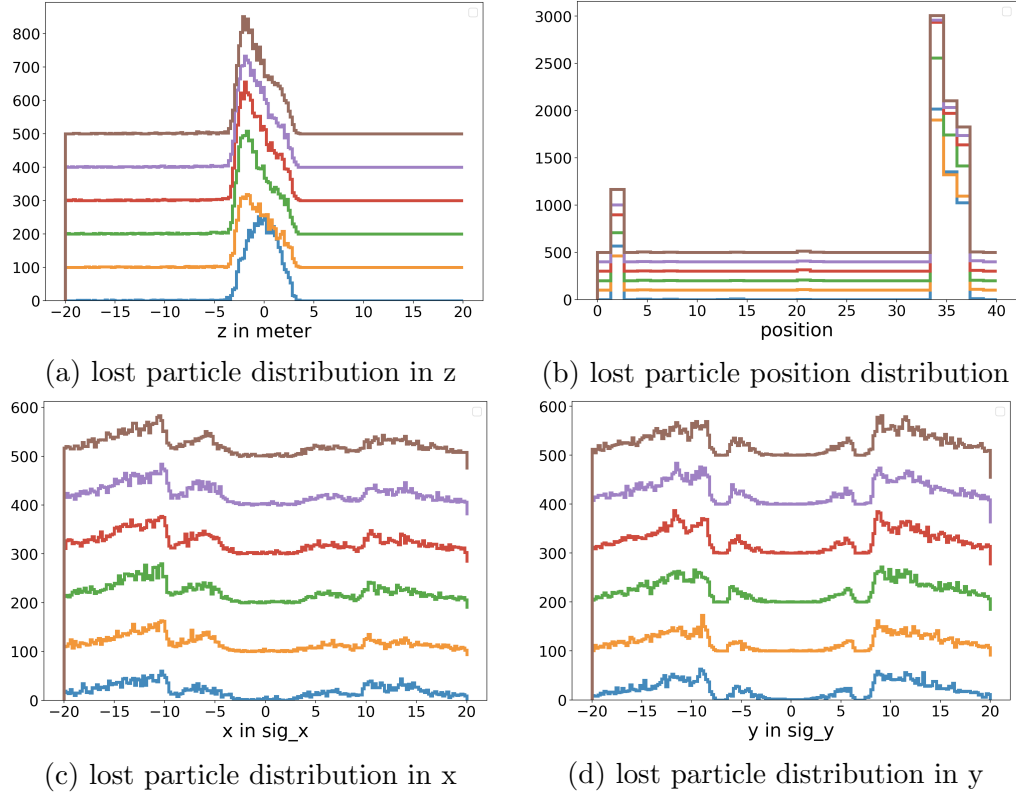 800
700
600
500
400
300
200
100
0
−20 −15 −10 −5 0 5 10 15 20
z in meter
(a) lost particle distribution in z
3000
2500
2000
1500
1000
500
0
0 5 10 15 20 25 30 35 40
position
(b) lost particle position distribution
600
500
400
300
200
100
0
−20 −15 −10 −5 0 5 10 15 20
x in sig_x
(c) lost particle distribution in x
600
500
400
300
200
100
0
−20 −15 −10 −5 0 5 10 15 20
y in sig_y
(d) lost particle distribution in y